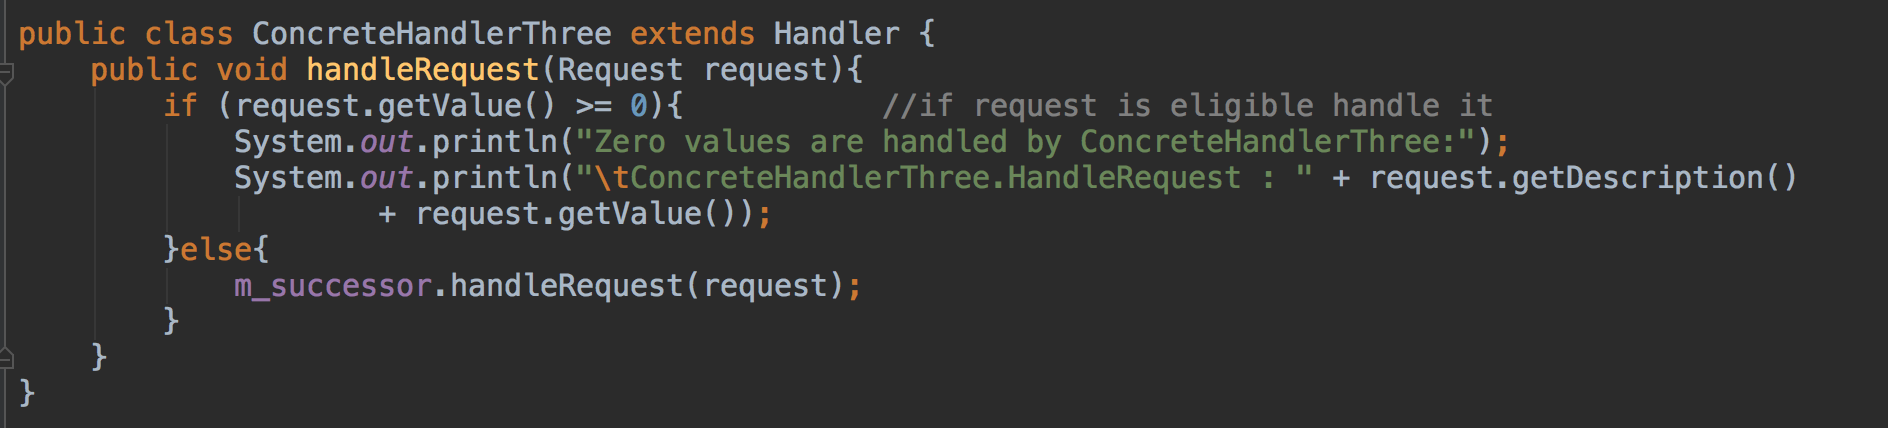 public class ConcreteHandlerThree extends Handler {
    public void handleRequest(Request request){
        if (request.getValue() >= 0){           //if request is eligible handle it
            System.out.println("Zero values are handled by ConcreteHandlerThree:");
            System.out.println("\tConcreteHandlerThree.HandleRequest : " + request.getDescription()
                    + request.getValue());
        }else{
            m_successor.handleRequest(request);
        }
    }
}